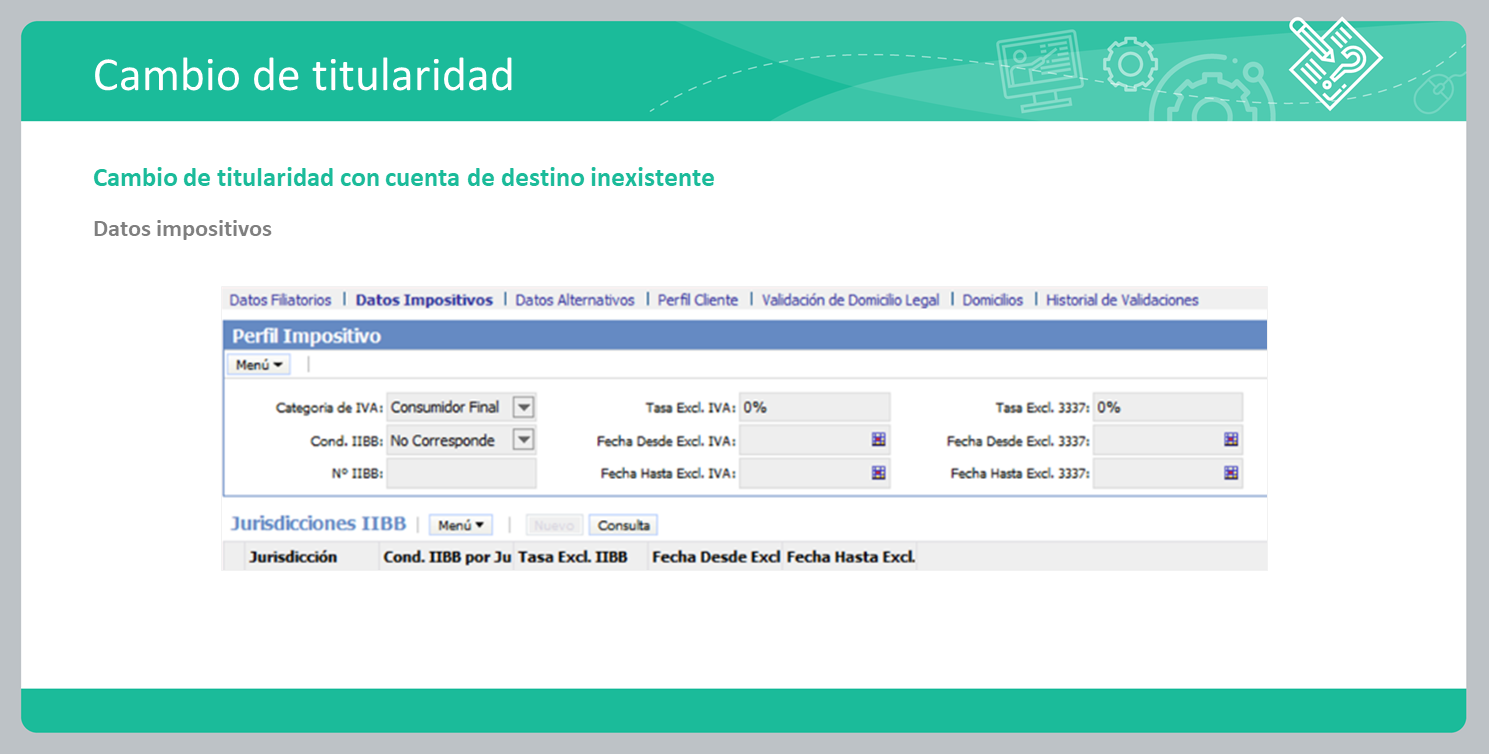 Cambio de titularidad
Cambio de titularidad con cuenta de destino inexistente
Datos impositivos
Datos Filiatorios | Datos Impositivos | Datos Alternativos | Perfil Cliente | Validación de Domicilio Legal | Domicilios | Historial de Validaciones
Perfil Impositivo
Menú
Categoria de IVA: Consumidor Final Tasa Excl. IVA: 0% Tasa Excl. 3337: 0%
Cond. IIBB: No Corresponde Fecha Desde Excl. IVA: Fecha Desde Excl. 3337:
Nº IIBB: Fecha Hasta Excl. IVA: Fecha Hasta Excl. 3337:
Jurisdicciones IIBB | Menú | Nuevo Consulta
Jurisdicción Cond. IIBB por Ju Tasa Excl. IIBB Fecha Desde Excl Fecha Hasta Excl.